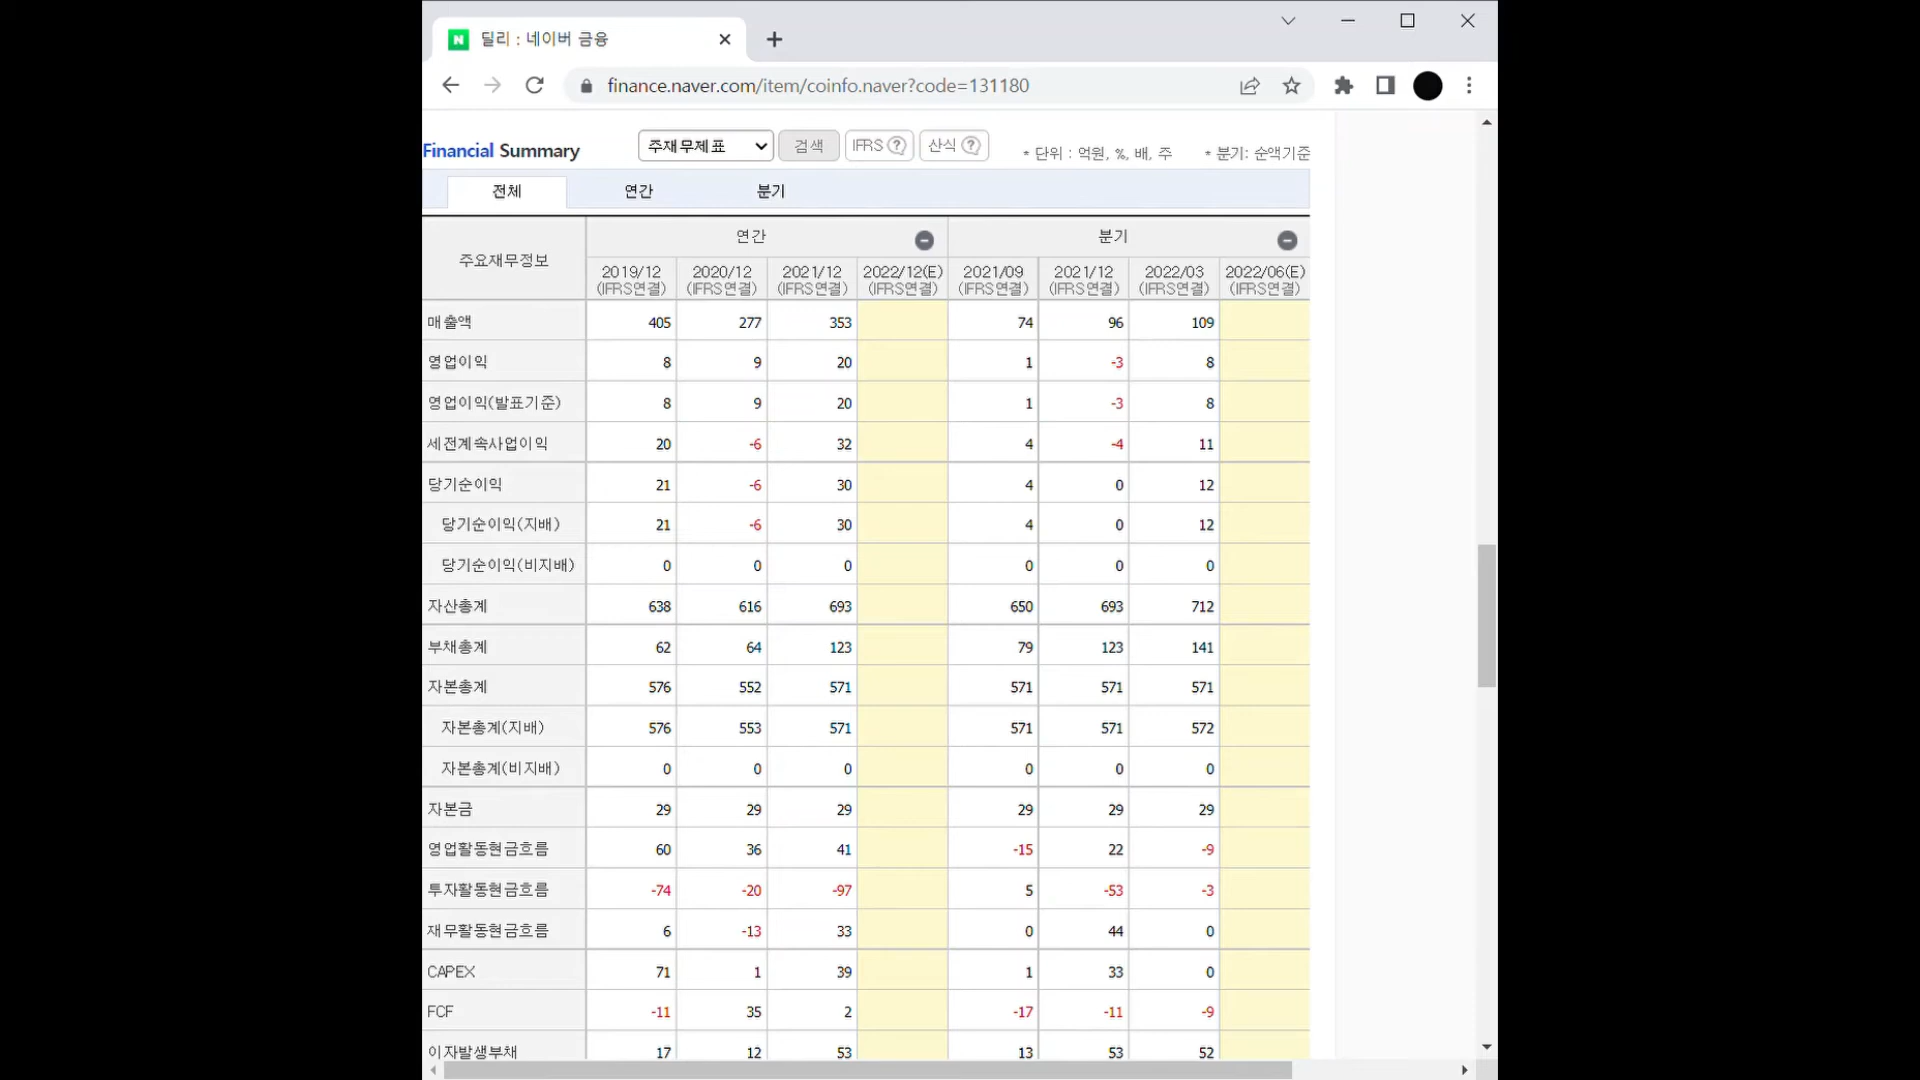 딜리 : 네이버 금융
finance.naver.com/item/coinfo.naver?code=131180
Financial Summary 주재무제표 검색 IFRS ? 산식 ? * 단위 : 억원, %, 배, 주 * 분기: 순액기준
전체 연간 분기
주요재무정보 연간 분기
2019/12 2020/12 2021/12 2022/12(E) 2021/09 2021/12 2022/03 2022/06(E)
(IFRS연결) (IFRS연결) (IFRS연결) (IFRS연결) (IFRS연결) (IFRS연결) (IFRS연결) (IFRS연결)
매출액 405 277 353 74 96 109
영업이익 8 9 20 1 -3 8
영업이익(발표기준) 8 9 20 1 -3 8
세전계속사업이익 20 -6 32 4 -4 11
당기순이익 21 -6 30 4 0 12
당기순이익(지배) 21 -6 30 4 0 12
당기순이익(비지배) 0 0 0 0 0 0
자산총계 638 616 693 650 693 712
부채총계 62 64 123 79 123 141
자본총계 576 552 571 571 571 571
자본총계(지배) 576 553 571 571 571 572
자본총계(비지배) 0 0 0 0 0 0
자본금 29 29 29 29 29 29
영업활동현금흐름 60 36 41 -15 22 -9
투자활동현금흐름 -74 -20 -97 5 -53 -3
재무활동현금흐름 6 -13 33 0 44 0
CAPEX 71 1 39 1 33 0
FCF -11 35 2 -17 -11 -9
이자발생부채 17 12 53 13 53 52